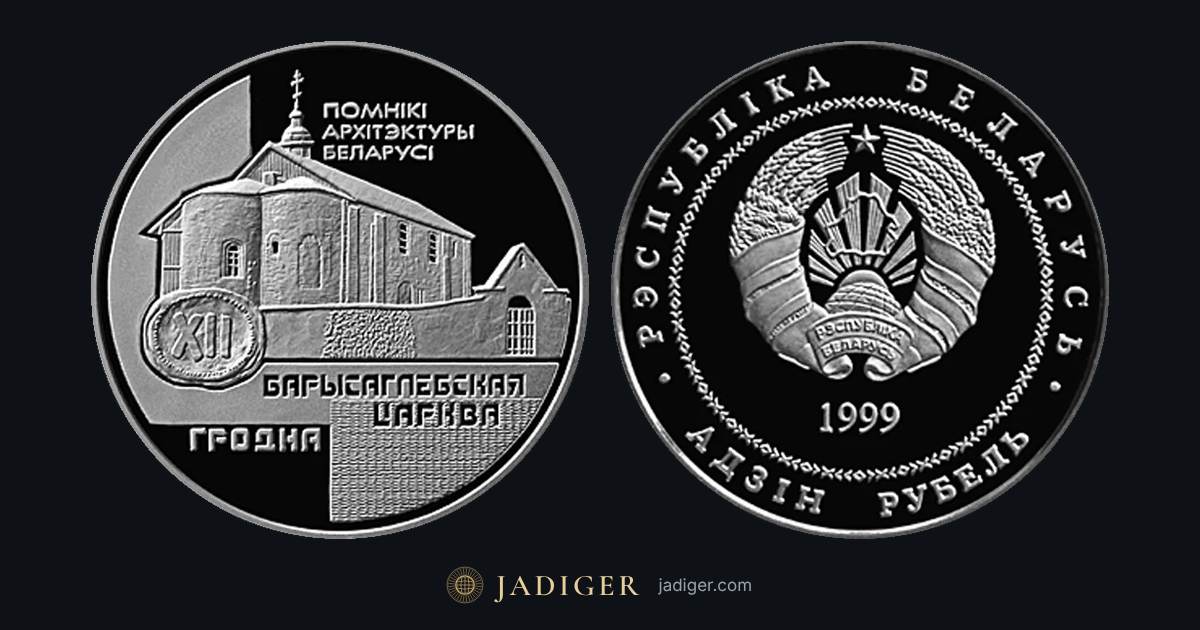 ПОМНІКІ
АРХІТЭКТУРЫ
БЕЛАРУСІ
XII
БАРЫСАГЛЕБСКАЯ
ЦАРКВА
ГРОДНА
РЭСПУБЛІКА БЕЛАРУСЬ
РЭСПУБЛІКА
БЕЛАРУСЬ
1999
· АДЗІН РУБЕЛЬ ·
JADIGER jadiger.com